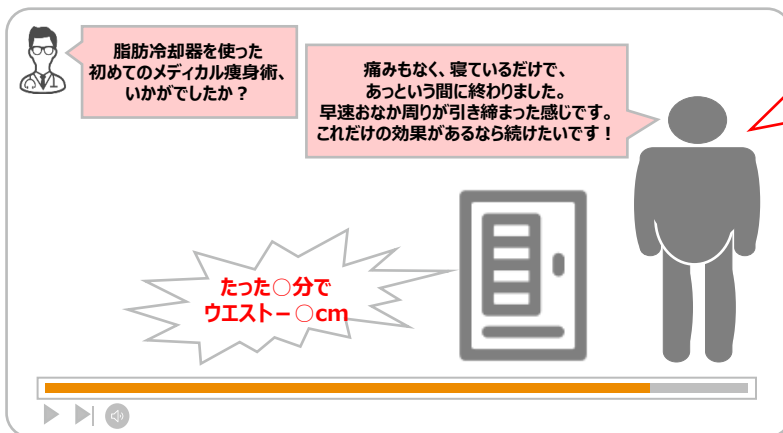 脂肪冷却器を使った
初めてのメディカル痩身術、
いかがでしたか？
痛みもなく、寝ているだけで、
あっという間に終わりました。
早速おなか周りが引き締まった感じです。
これだけの効果があるなら続けたいです！
たった○分で
ウエスト－○cm